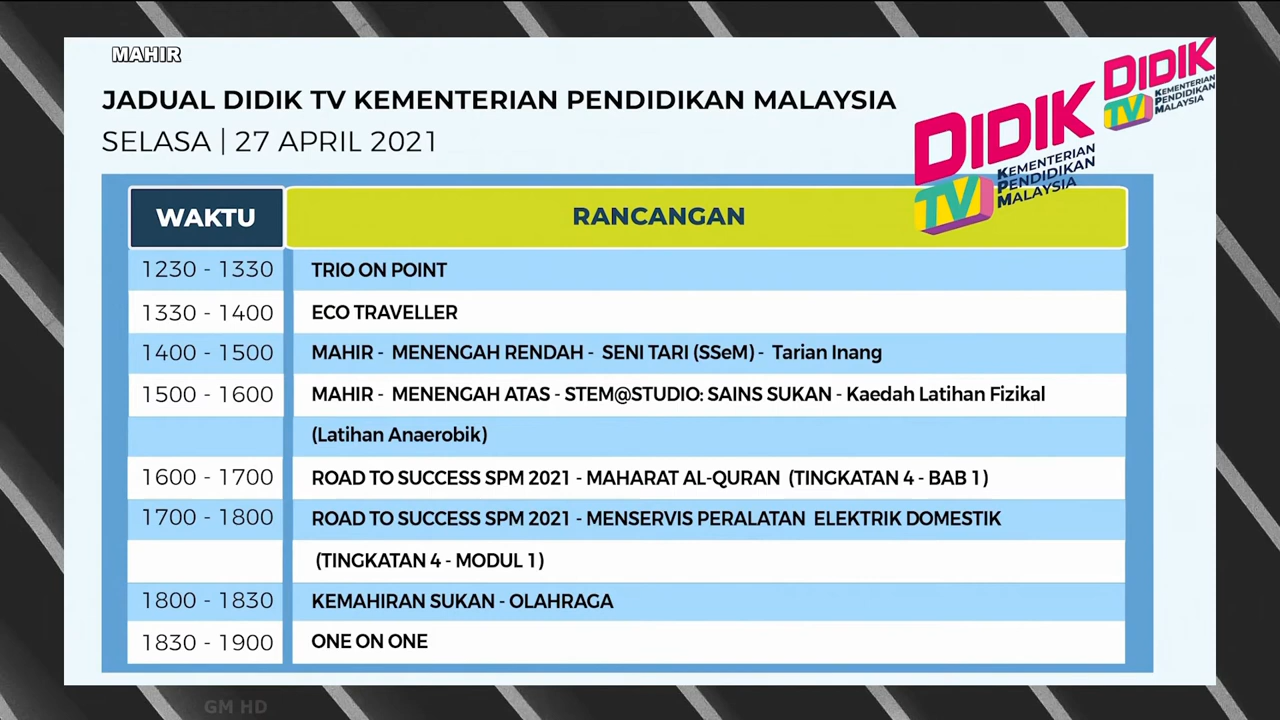 MAHIR
JADUAL DIDIK TV KEMENTERIAN PENDIDIKAN MALAYSIA
SELASA | 27 APRIL 2021
DIDIK
TV
KEMENTERIAN
PENDIDIKAN
MALAYSIA
DIDIK
TV
KEMENTERIAN
PENDIDIKAN
MALAYSIA
WAKTU RANCANGAN
1230 - 1330 TRIO ON POINT
1330 - 1400 ECO TRAVELLER
1400 - 1500 MAHIR - MENENGAH RENDAH - SENI TARI (SSeM) - Tarian Inang
1500 - 1600 MAHIR - MENENGAH ATAS - STEM@STUDIO: SAINS SUKAN - Kaedah Latihan Fizikal
(Latihan Anaerobik)
1600 - 1700 ROAD TO SUCCESS SPM 2021 - MAHARAT AL-QURAN (TINGKATAN 4 - BAB 1)
1700 - 1800 ROAD TO SUCCESS SPM 2021 - MENSERVIS PERALATAN ELEKTRIK DOMESTIK
(TINGKATAN 4 - MODUL 1)
1800 - 1830 KEMAHIRAN SUKAN - OLAHRAGA
1830 - 1900 ONE ON ONE
GM HD